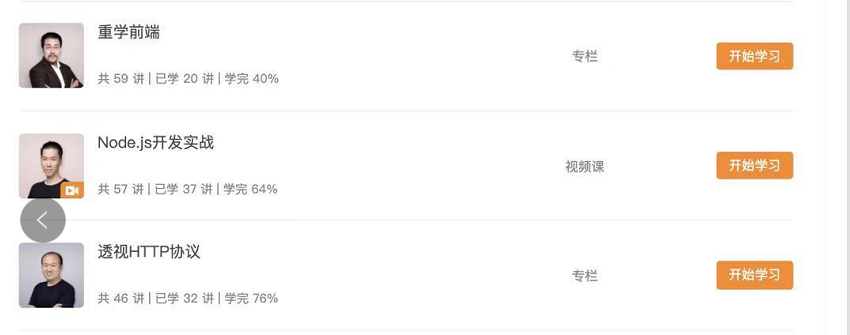 重学前端
专栏
开始学习
共 59 讲 | 已学 20 讲 | 学完 40%
Node.js开发实战
视频课
开始学习
共 57 讲 | 已学 37 讲 | 学完 64%
透视HTTP协议
专栏
开始学习
共 46 讲 | 已学 32 讲 | 学完 76%